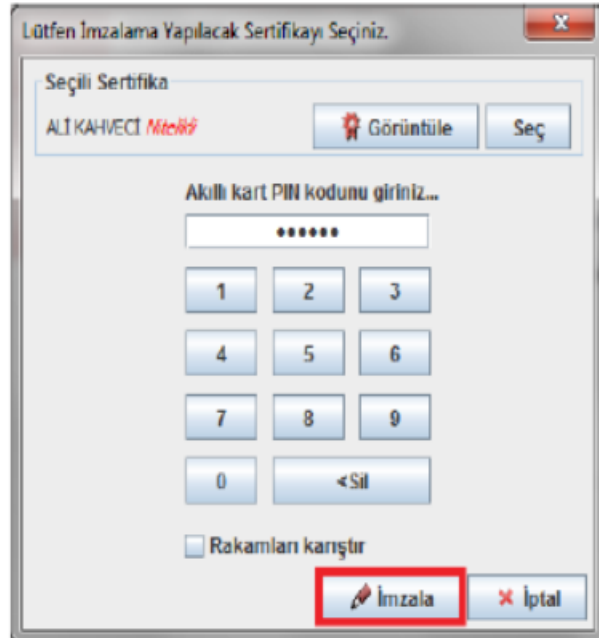 Lütfen İmzalama Yapılacak Sertifikayı Seçiniz.
Seçili Sertifika
ALİ KAHVECİ Nitelikli Görüntüle Seç
Akıllı kart PIN kodunu giriniz...
••••••
1 2 3
4 5 6
7 8 9
0 <Sil
Rakamları karıştır
İmzala İptal